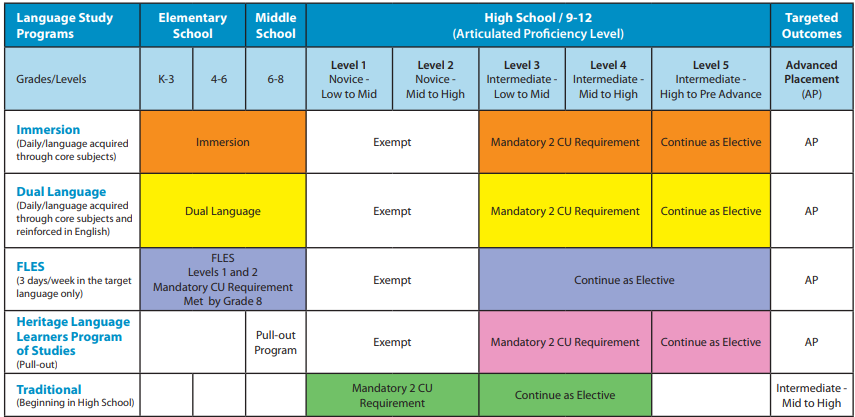 Language Study
Programs
Elementary
School
Middle
School
High School / 9-12
(Articulated Proficiency Level)
Targeted
Outcomes
Grades/Levels
K-3
4-6
6-8
Level 1
Novice -
Low to Mid
Level 2
Novice -
Mid to High
Level 3
Intermediate -
Low to Mid
Level 4
Intermediate -
Mid to High
Level 5
Intermediate -
High to Pre Advance
Advanced
Placement
(AP)
Immersion
(Daily/language acquired
through core subjects)
Immersion
Exempt
Mandatory 2 CU Requirement
Continue as Elective
AP
Dual Language
(Daily/language acquired
through core subjects and
reinforced in English)
Dual Language
Exempt
Mandatory 2 CU Requirement
Continue as Elective
AP
FLES
(3 days/week in the target
language only)
FLES
Levels 1 and 2
Mandatory CU Requirement
Met by Grade 8
Exempt
Continue as Elective
AP
Heritage Language
Learners Program
of Studies
(Pull-out)
Pull-out
Program
Exempt
Mandatory 2 CU Requirement
Continue as Elective
AP
Traditional
(Beginning in High School)
Mandatory 2 CU
Requirement
Continue as Elective
Intermediate -
Mid to High